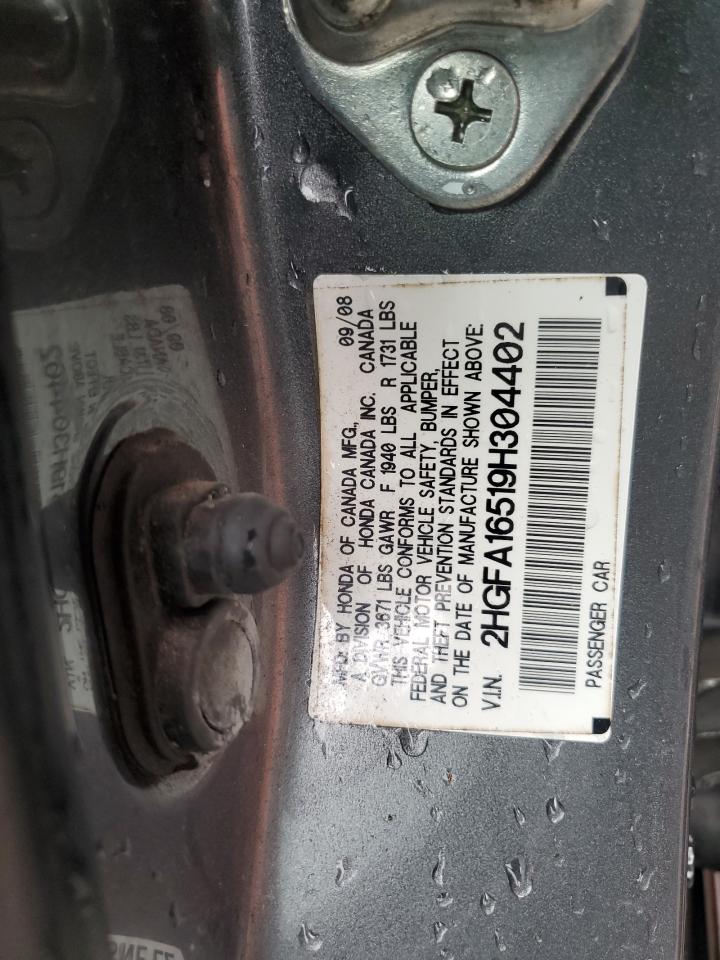 MFD. BY HONDA OF CANADA MFG., 09/08
A DIVISION OF HONDA CANADA INC. CANADA
GVWR 3671 LBS GAWR F 1940 LBS R 1731 LBS
THIS VEHICLE CONFORMS TO ALL APPLICABLE
FEDERAL MOTOR VEHICLE SAFETY, BUMPER,
AND THEFT PREVENTION STANDARDS IN EFFECT
ON THE DATE OF MANUFACTURE SHOWN ABOVE.
V.I.N. 2HGFA16519H304402
PASSENGER CAR